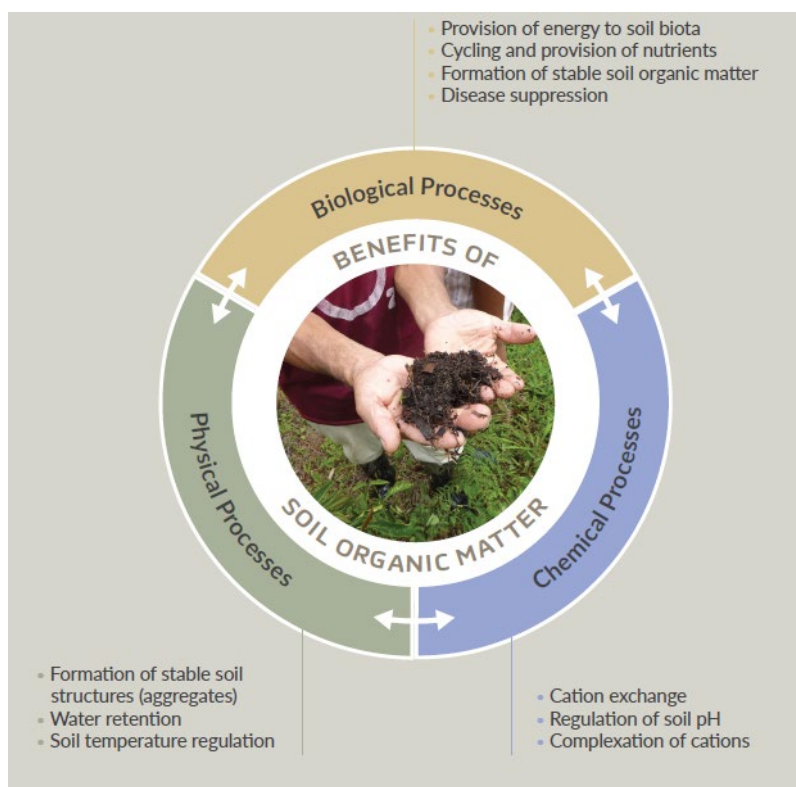 • Provision of energy to soil biota
• Cycling and provision of nutrients
• Formation of stable soil organic matter
• Disease suppression
Biological Processes
BENEFITS OF
SOIL ORGANIC MATTER
Physical Processes
Chemical Processes
• Formation of stable soil
structures (aggregates)
• Water retention
• Soil temperature regulation
• Cation exchange
• Regulation of soil pH
• Complexation of cations